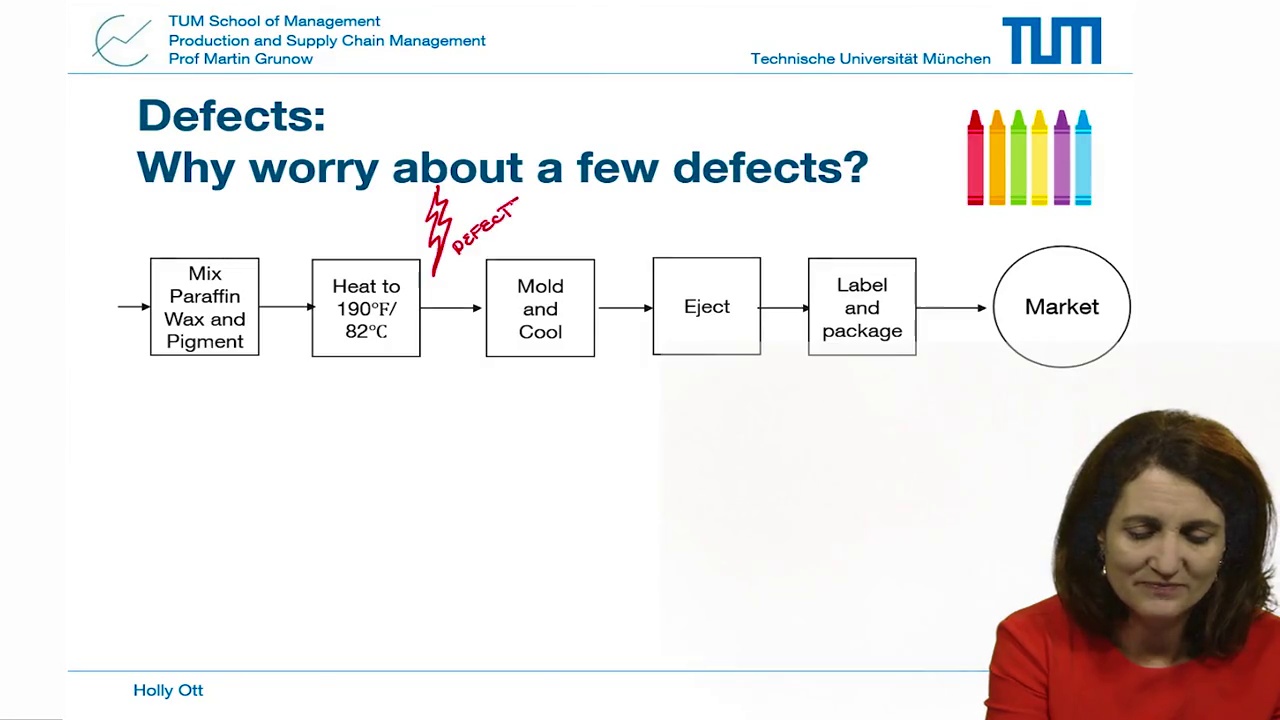 TUM School of Management
Production and Supply Chain Management
Prof Martin Grunow
Technische Universität München
TUM
Defects:
Why worry about a few defects?
DEFECT
Mix
Paraffin
Wax and
Pigment
Heat to
190°F/
82°C
Mold
and
Cool
Eject
Label
and
package
Market
Holly Ott